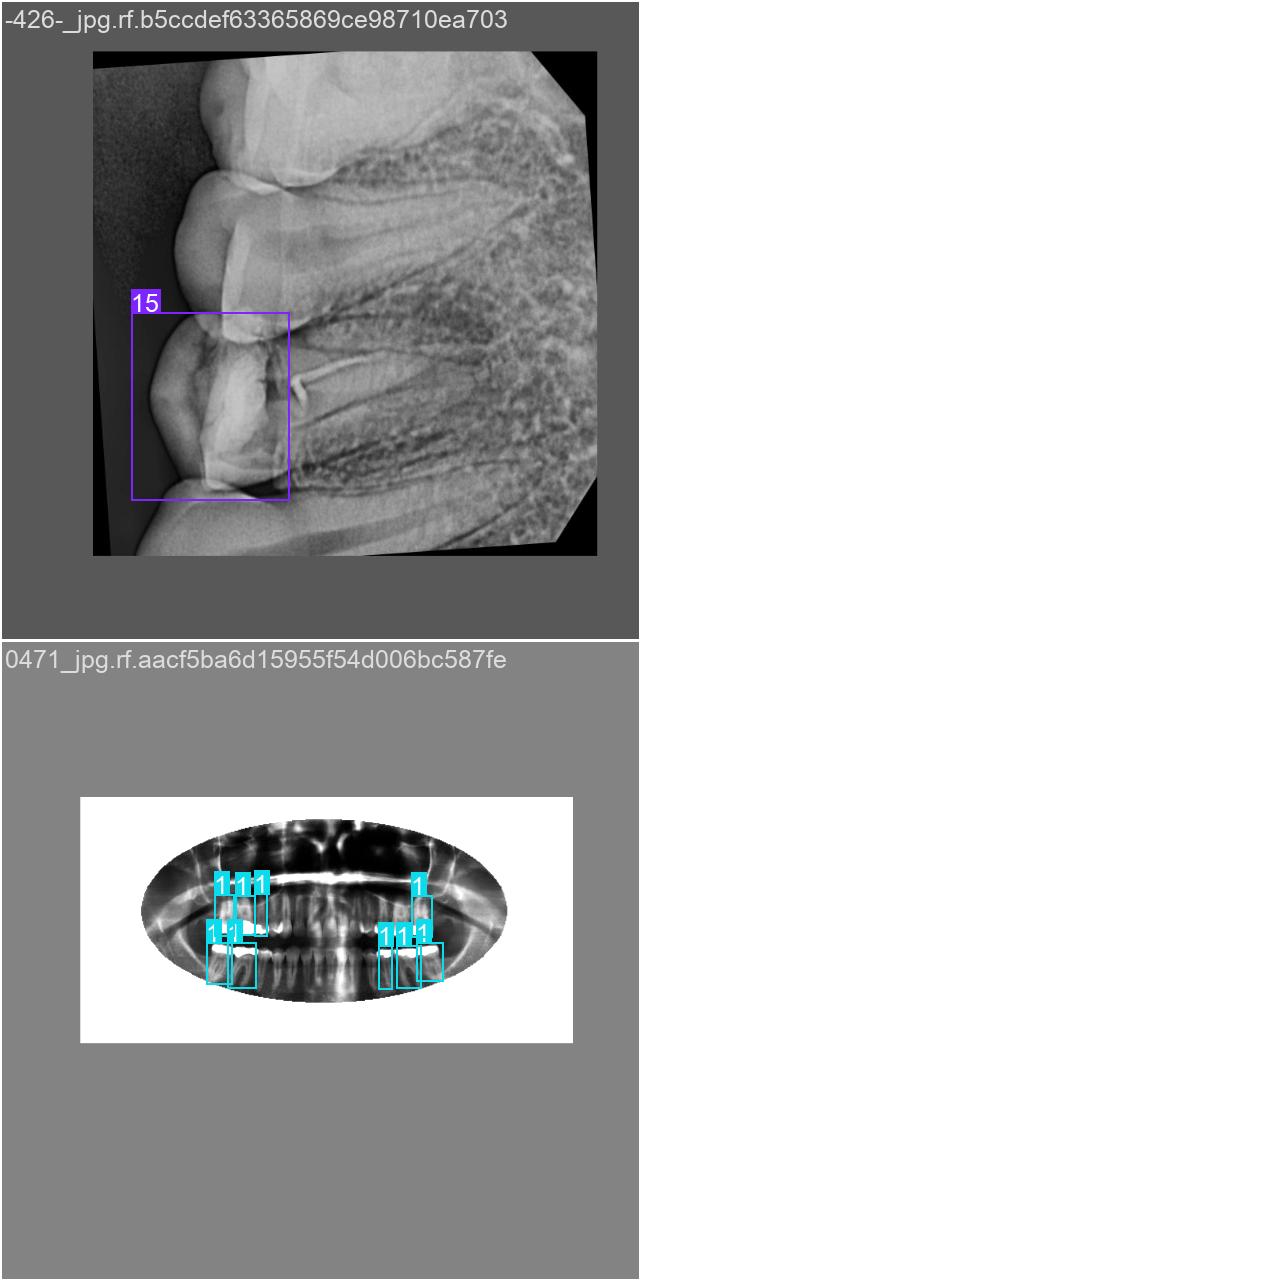 -426-_jpg.rf.b5ccdef63365869ce98710ea703
15
0471_jpg.rf.aacf5ba6d15955f54d006bc587fe
1 1 1 1
1 1 1 1 1